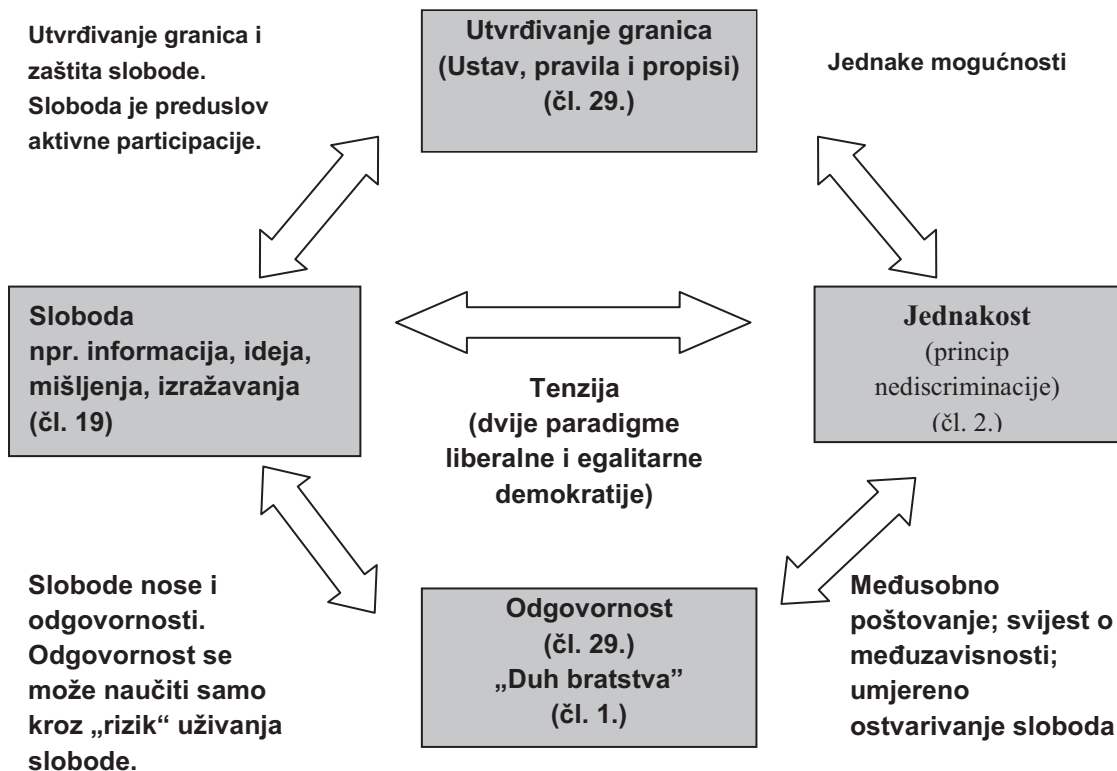 Utvrđivanje granica i
zaštita slobode.
Sloboda je preduslov
aktivne participacije.
Utvrđivanje granica
(Ustav, pravila i propisi)
(čl. 29.)
Jednake mogućnosti
Sloboda
npr. informacija, ideja,
mišljenja, izražavanja
(čl. 19)
Tenzija
(dvije paradigme
liberalne i egalitarne
demokratije)
Jednakost
(princip
nediscriminacije)
(čl. 2.)
Slobode nose i
odgovornosti.
Odgovornost se
može naučiti samo
kroz „rizik“ uživanja
slobode.
Odgovornost
(čl. 29.)
„Duh bratstva”
(čl. 1.)
Međusobno
poštovanje; svijest o
međuzavisnosti;
umjereno
ostvarivanje sloboda